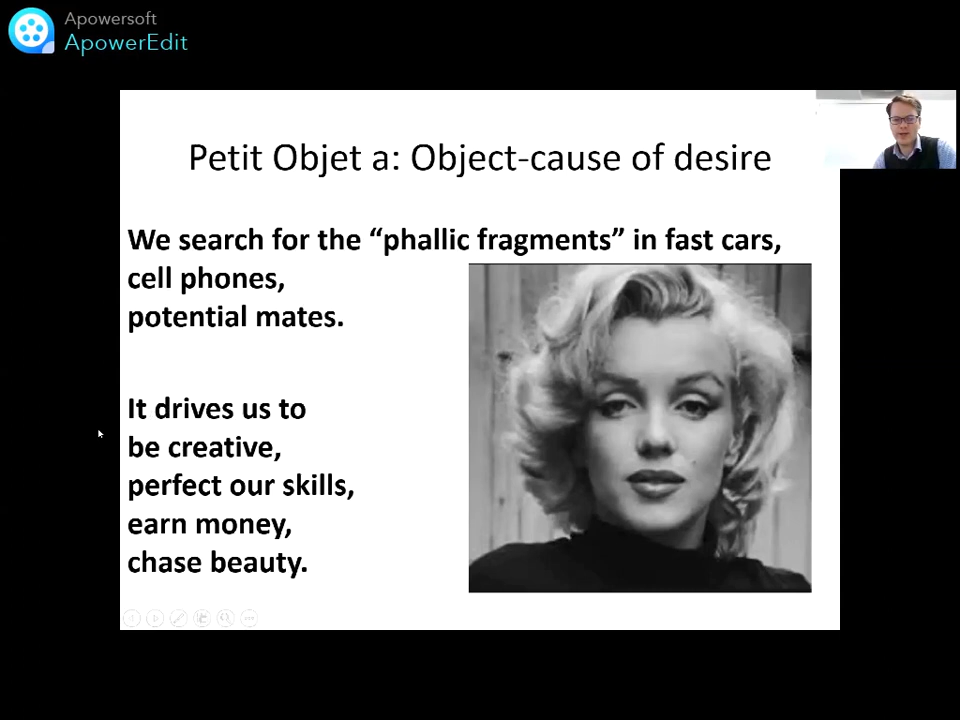 Apowersoft
ApowerEdit
Petit Objet a: Object-cause of desire
We search for the “phallic fragments” in fast cars,
cell phones,
potential mates.
It drives us to
be creative,
perfect our skills,
earn money,
chase beauty.